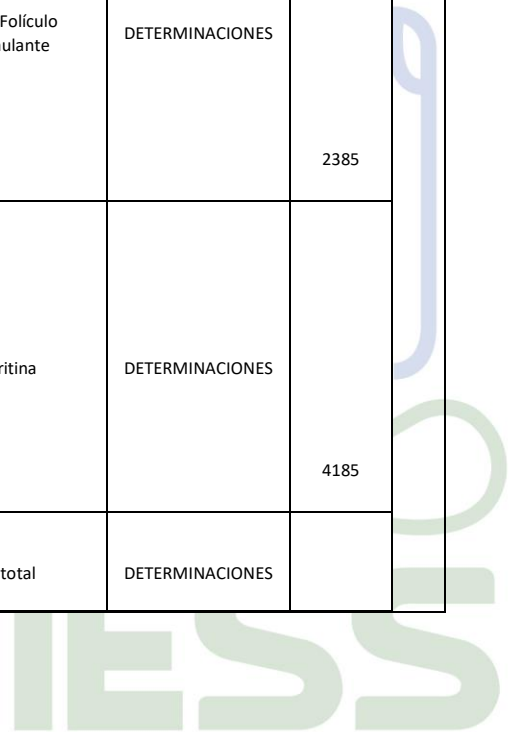 Folículo
ulante
DETERMINACIONES
2385
ritina
DETERMINACIONES
4185
total
DETERMINACIONES
IESS